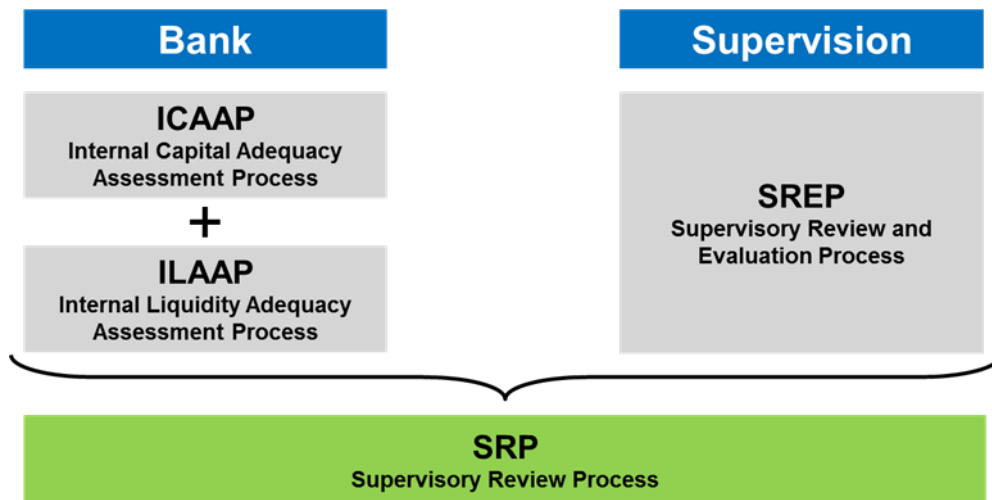 Bank
Supervision
ICAAP
Internal Capital Adequacy
Assessment Process
+
ILAAP
Internal Liquidity Adequacy
Assessment Process
SREP
Supervisory Review and
Evaluation Process
SRP
Supervisory Review Process